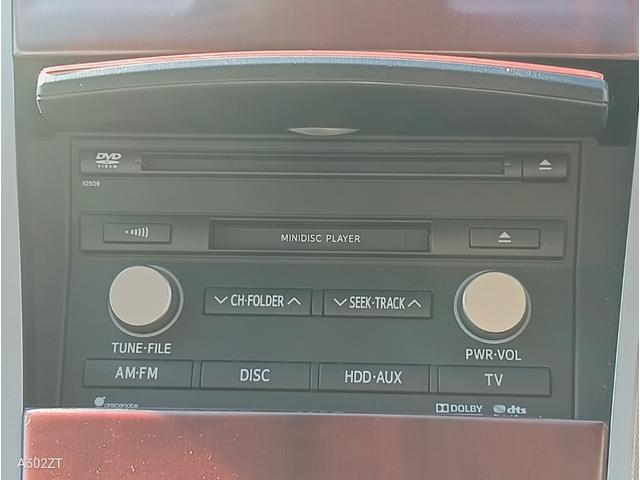 DVD
VIDEO
10509
MINIDISC PLAYER
CH·FOLDER
SEEK·TRACK
TUNE·FILE
PWR·VOL
AM·FM
DISC
HDD·AUX
TV
gracenote
DOLBY
dts
A302ZT